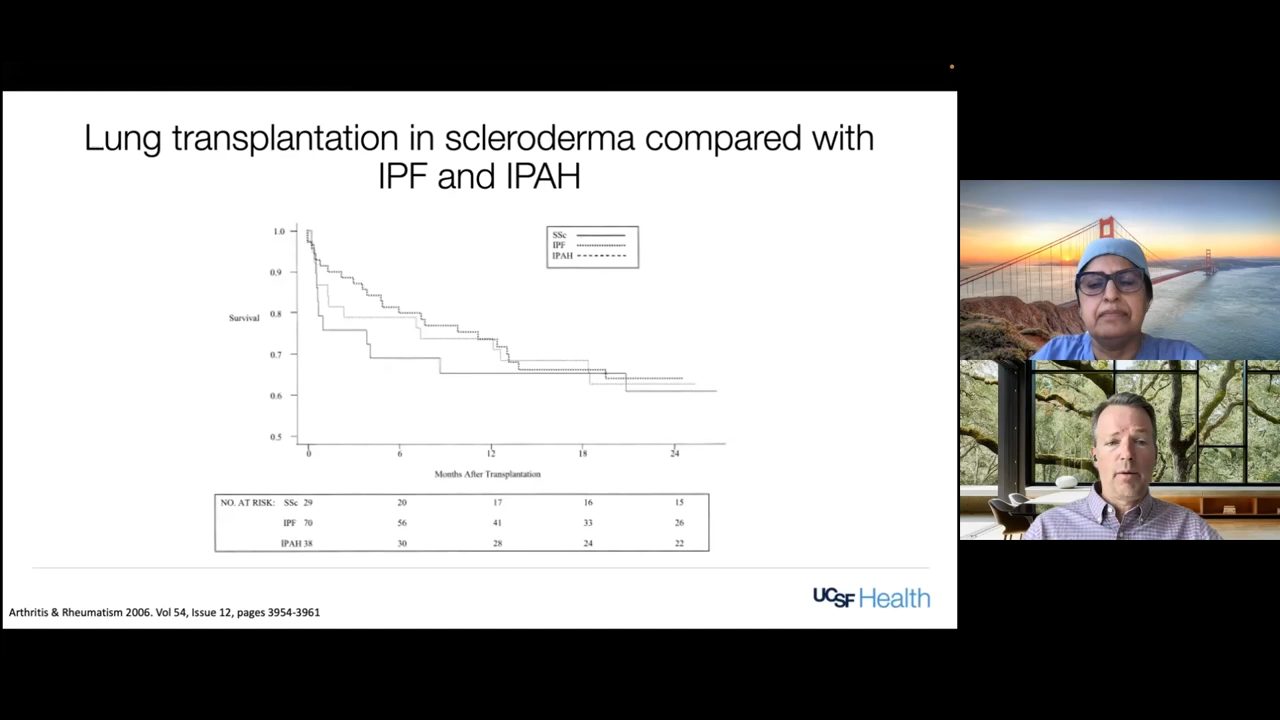 Lung transplantation in scleroderma compared with
IPF and IPAH
1.0
0.9
0.8
0.7
0.6
0.5
Survival
SSc
IPF
IPAH
0 6 12 18 24
Months After Transplantation
NO. AT RISK: SSc 29 20 17 16 15
IPF 70 56 41 33 26
IPAH 38 30 28 24 22
UCSF Health
Arthritis & Rheumatism 2006. Vol 54, Issue 12, pages 3954-3961